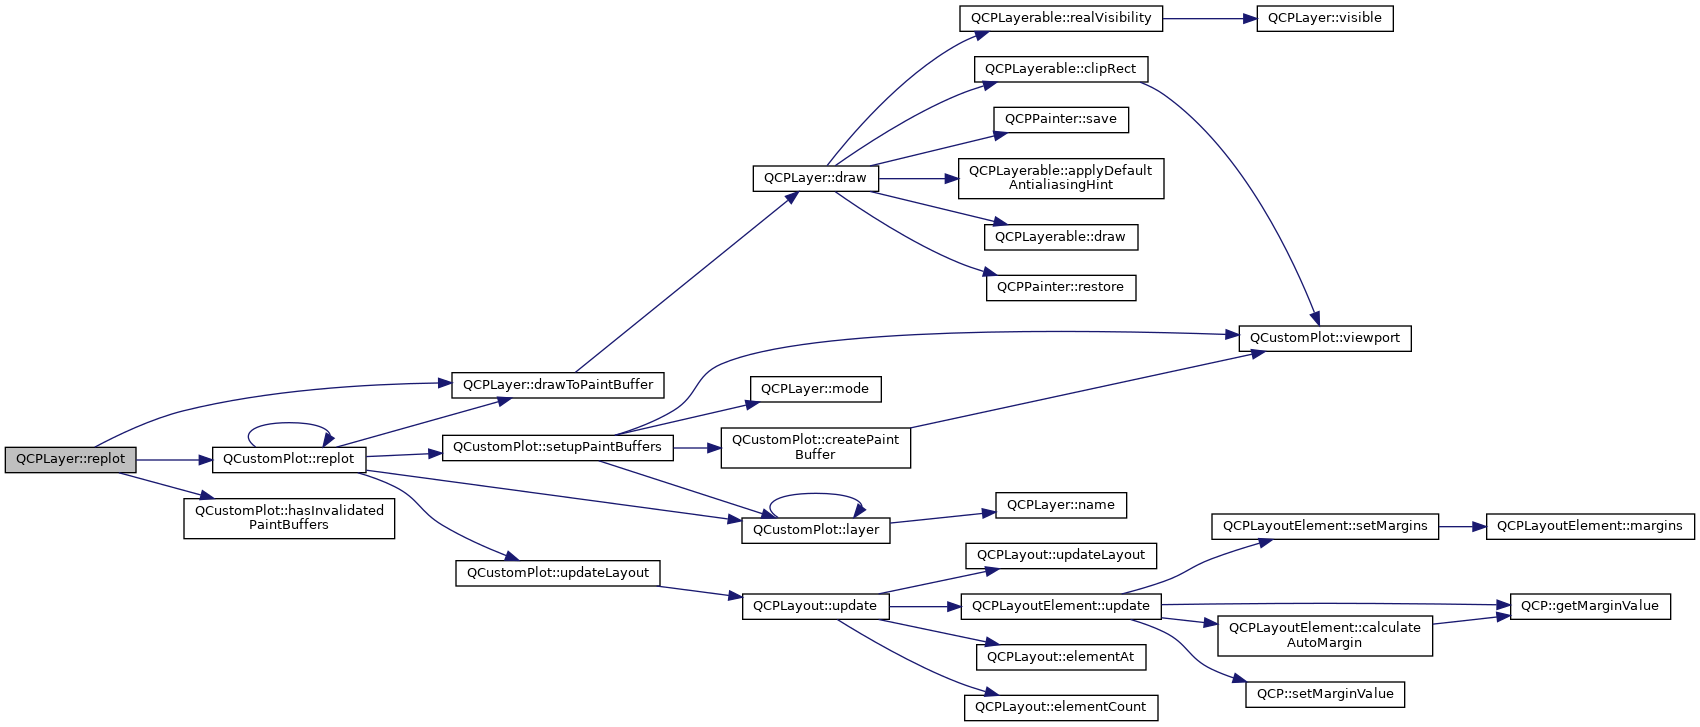 QCPLayerable::realVisibility
QCPLayer::visible
QCPLayerable::clipRect
QCPPainter::save
QCPLayer::draw
QCPLayerable::applyDefault
AntialiasingHint
QCPLayerable::draw
QCPPainter::restore
QCustomPlot::viewport
QCPLayer::drawToPaintBuffer
QCPLayer::mode
QCPLayer::replot
QCustomPlot::replot
QCustomPlot::setupPaintBuffers
QCustomPlot::createPaint
Buffer
QCustomPlot::hasInvalidated
PaintBuffers
QCustomPlot::layer
QCPLayer::name
QCPLayoutElement::setMargins
QCPLayoutElement::margins
QCustomPlot::updateLayout
QCPLayout::updateLayout
QCPLayout::update
QCPLayoutElement::update
QCP::getMarginValue
QCPLayoutElement::calculate
AutoMargin
QCPLayout::elementAt
QCP::setMarginValue
QCPLayout::elementCount